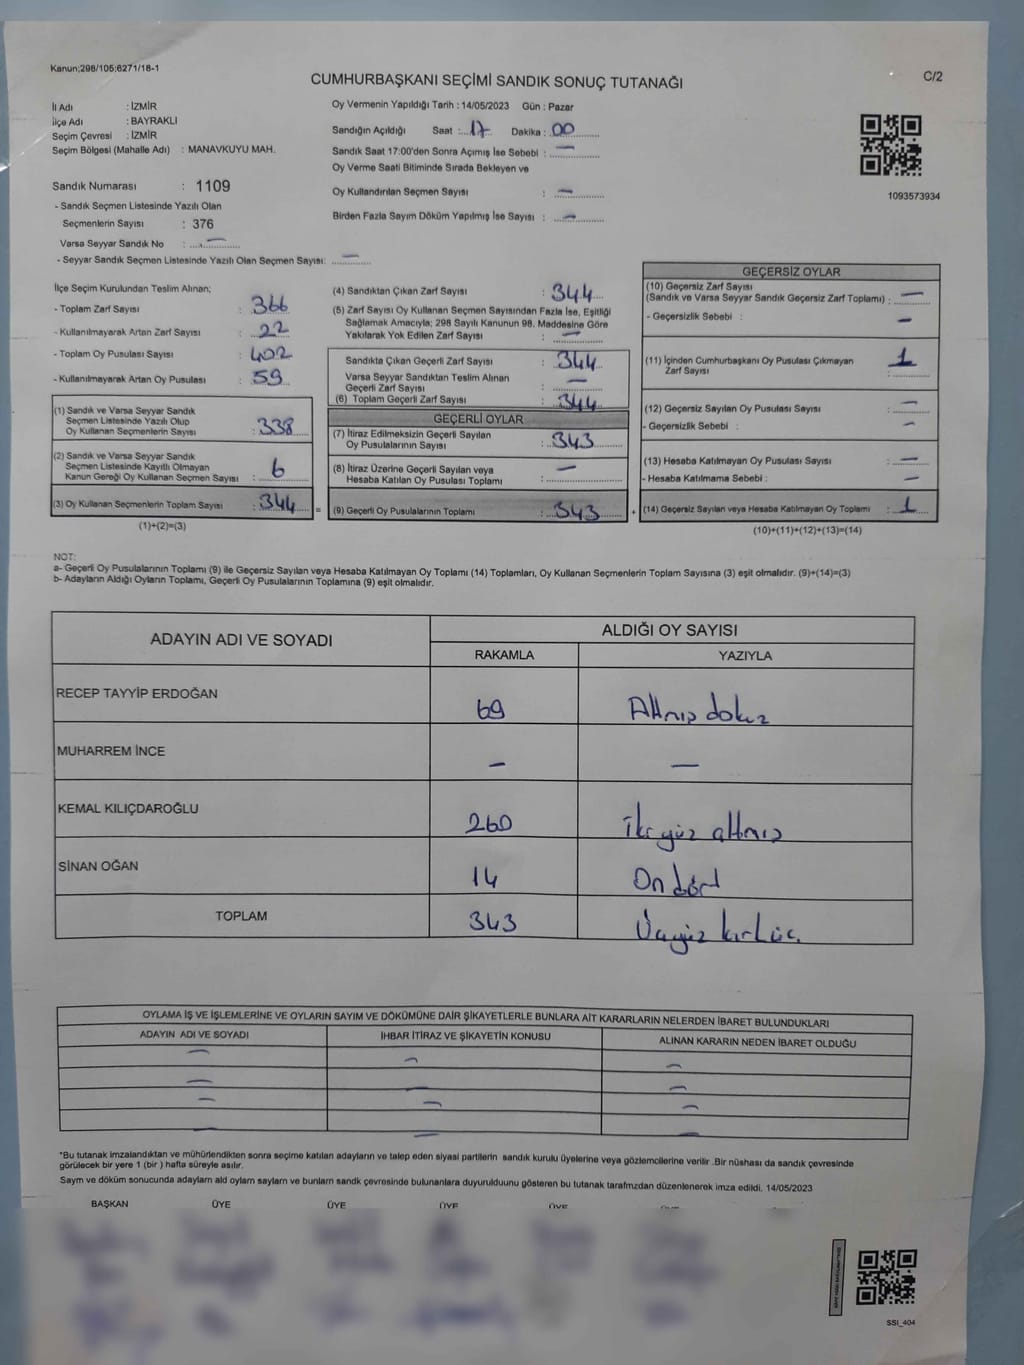 Kanun;298/105;6271/18-1
CUMHURBAŞKANI SEÇİMİ SANDIK SONUÇ TUTANAĞI
C/2
İl Adı : İZMİR
İlçe Adı : BAYRAKLI
Seçim Çevresi : İZMİR
Seçim Bölgesi (Mahalle Adı) : MANAVKUYU MAH.
Oy Vermenin Yapıldığı Tarih : 14/05/2023 Gün : Pazar
Sandığın Açıldığı Saat : 17 Dakika : 00
Sandık Saat 17:00'den Sonra Açımış İse Sebebi : —
Oy Verme Saati Bitiminde Sırada Bekleyen ve
Oy Kullandırılan Seçmen Sayısı : —
Birden Fazla Sayım Döküm Yapılmış İse Sayısı : —
1093573934
Sandık Numarası : 1109
- Sandık Seçmen Listesinde Yazılı Olan
Seçmenlerin Sayısı : 376
Varsa Seyyar Sandık No : —
- Seyyar Sandık Seçmen Listesinde Yazılı Olan Seçmen Sayısı: —
İlçe Seçim Kurulundan Teslim Alınan;
- Toplam Zarf Sayısı : 366
- Kullanılmayarak Artan Zarf Sayısı : 22
- Toplam Oy Pusulası Sayısı : 402
- Kullanılmayarak Artan Oy Pusulası : 59
(1) Sandık ve Varsa Seyyar Sandık
Seçmen Listesinde Yazılı Olup
Oy Kullanan Seçmenlerin Sayısı : 338
(2) Sandık ve Varsa Seyyar Sandık
Seçmen Listesinde Kayıtlı Olmayan
Kanun Gereği Oy Kullanan Seçmen Sayısı : 6
(3) Oy Kullanan Seçmenlerin Toplam Sayısı : 344 =
(1)+(2)=(3)
(4) Sandıktan Çıkan Zarf Sayısı : 344
(5) Zarf Sayısı Oy Kullanan Seçmen Sayısından Fazla İse, Eşitliği
Sağlamak Amacıyla; 298 Sayılı Kanunun 98. Maddesine Göre
Yakılarak Yok Edilen Zarf Sayısı : —
Sandıkta Çıkan Geçerli Zarf Sayısı : 344
Varsa Seyyar Sandıktan Teslim Alınan
Geçerli Zarf Sayısı : —
(6) Toplam Geçerli Zarf Sayısı : 344
GEÇERLİ OYLAR
(7) İtiraz Edilmeksizin Geçerli Sayılan
Oy Pusulalarının Sayısı : 343
(8) İtiraz Üzerine Geçerli Sayılan veya
Hesaba Katılan Oy Pusulası Toplamı : —
(9) Geçerli Oy Pusulalarının Toplamı : 343 +
GEÇERSİZ OYLAR
(10) Geçersiz Zarf Sayısı
(Sandık ve Varsa Seyyar Sandık Geçersiz Zarf Toplamı) : —
- Geçersizlik Sebebi : —
(11) İçinden Cumhurbaşkanı Oy Pusulası Çıkmayan
Zarf Sayısı : 1
(12) Geçersiz Sayılan Oy Pusulası Sayısı : —
- Geçersizlik Sebebi : —
(13) Hesaba Katılmayan Oy Pusulası Sayısı : —
- Hesaba Katılmama Sebebi : —
(14) Geçersiz Sayılan veya Hesaba Katılmayan Oy Toplamı : 1
(10)+(11)+(12)+(13)=(14)
NOT:
a- Geçerli Oy Pusulalarının Toplamı (9) ile Geçersiz Sayılan veya Hesaba Katılmayan Oy Toplamı (14) Toplamları, Oy Kullanan Seçmenlerin Toplam Sayısına (3) eşit olmalıdır. (9)+(14)=(3)
b- Adayların Aldığı Oyların Toplamı, Geçerli Oy Pusulalarının Toplamına (9) eşit olmalıdır.
ADAYIN ADI VE SOYADI ALDIĞI OY SAYISI
RAKAMLA YAZIYLA
RECEP TAYYİP ERDOĞAN 69 Altmış dokuz
MUHARREM İNCE — —
KEMAL KILIÇDAROĞLU 260 İki yüz altmış
SİNAN OĞAN 14 On dört
TOPLAM 343 Üçyüz kırküç.
OYLAMA İŞ VE İŞLEMLERİNE VE OYLARIN SAYIM VE DÖKÜMÜNE DAİR ŞİKAYETLERLE BUNLARA AİT KARARLARIN NELERDEN İBARET BULUNDUKLARI
ADAYIN ADI VE SOYADI İHBAR İTİRAZ VE ŞİKAYETİN KONUSU ALINAN KARARIN NEDEN İBARET OLDUĞU
— — —
— — —
— — —
— — —
*Bu tutanak imzalandıktan ve mühürlendikten sonra seçime katılan adayların ve talep eden siyasi partilerin sandık kurulu üyelerine veya gözlemcilerine verilir .Bir nüshası da sandık çevresinde
görülecek bir yere 1 (bir ) hafta süreyle asılır.
Sayım ve döküm sonucunda adayların ald oyların sayların ve bunların sandk çevresinde bulunanlara duyurulduunu gösteren bu tutanak tarafmzdan düzenlenerek imza edildi. 14/05/2023
BAŞKAN ÜYE ÜYE ÜYE ÜYE ÜYE
SSI_404